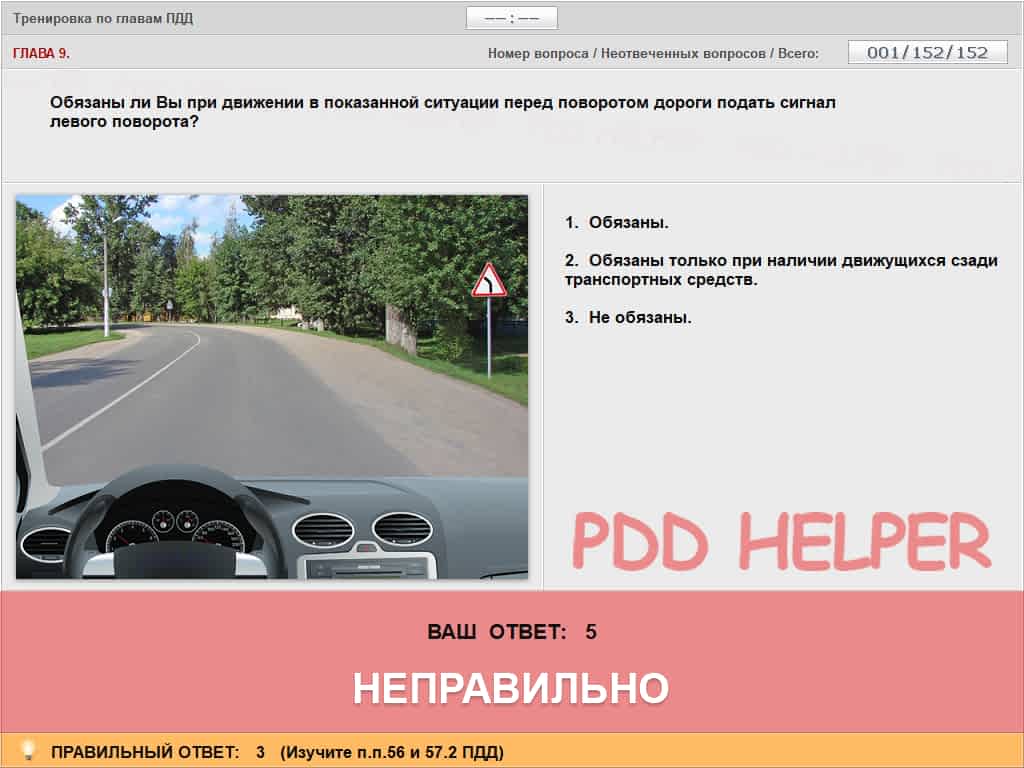 Тренировка по главам ПДД
–– : ––
ГЛАВА 9.
Номер вопроса / Неотвеченных вопросов / Всего:
001/152/152
Обязаны ли Вы при движении в показанной ситуации перед поворотом дороги подать сигнал
левого поворота?
1. Обязаны.
2. Обязаны только при наличии движущихся сзади
транспортных средств.
3. Не обязаны.
PDD HELPER
ВАШ ОТВЕТ: 5
НЕПРАВИЛЬНО
ПРАВИЛЬНЫЙ ОТВЕТ: 3 (Изучите п.п.56 и 57.2 ПДД)